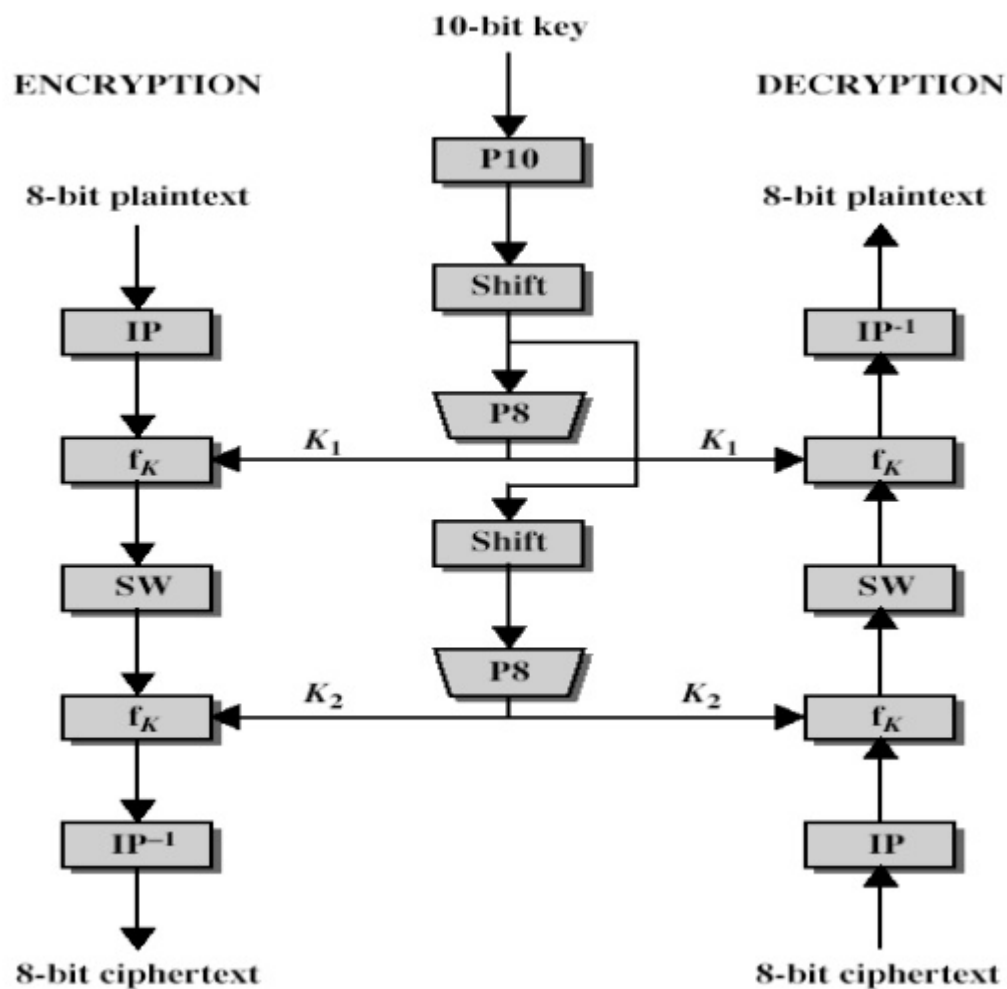 10-bit key
ENCRYPTION
DECRYPTION
P10
8-bit plaintext
8-bit plaintext
Shift
IP
IP-1
P8
K1
K1
fK
fK
Shift
SW
SW
P8
K2
K2
fK
fK
IP–1
IP
8-bit ciphertext
8-bit ciphertext